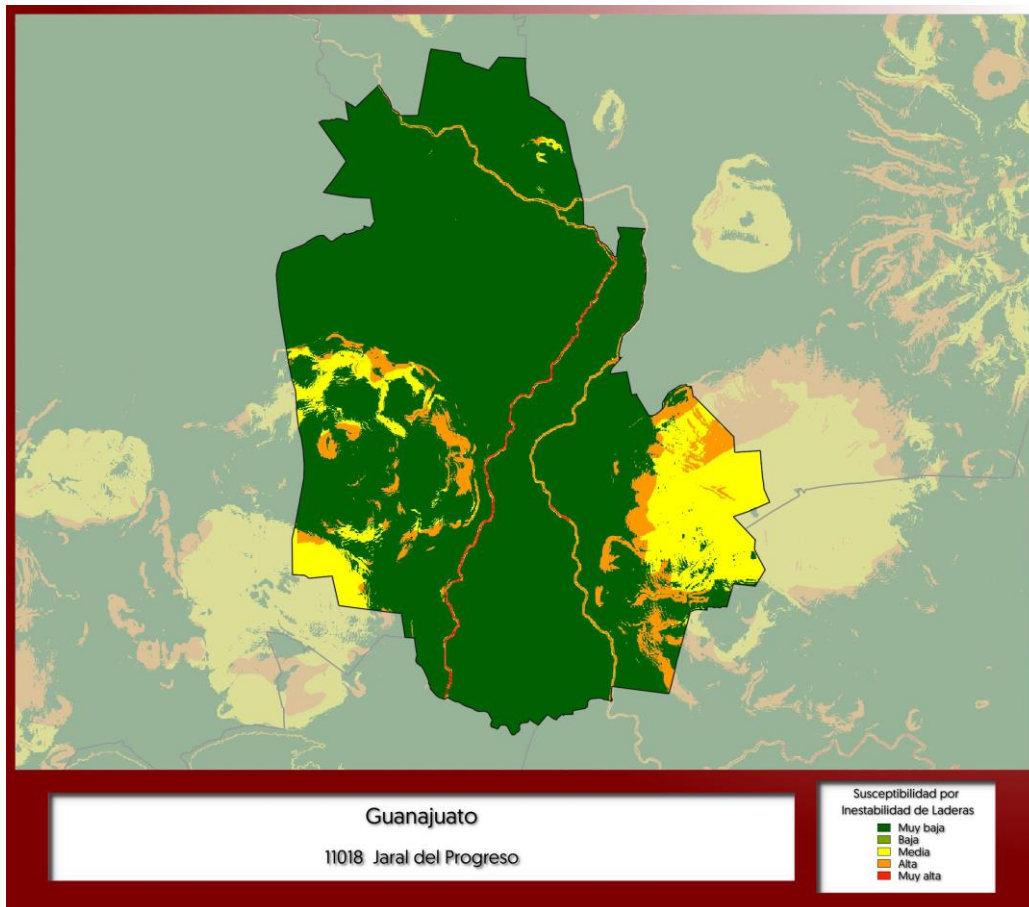 Guanajuato
11018 Jaral del Progreso
Susceptibilidad por
Inestabilidad de Laderas
Muy baja
Baja
Media
Alta
Muy alta